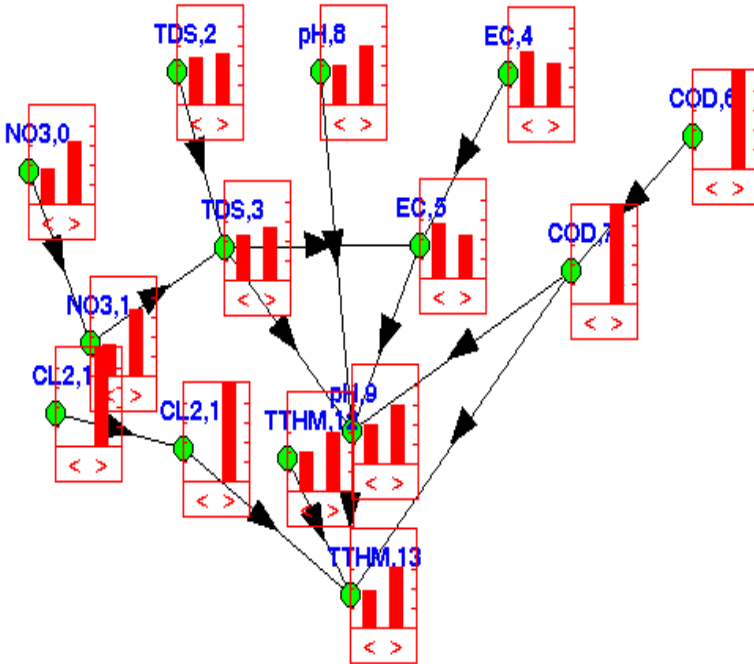 TDS,2
pH,8
EC,4
COD,6
NO3,0
< >
< >
< >
< >
TDS,3
EC,5
COD,7
< >
NO3,1
< >
< >
< >
CL2,1
CL2,1
TTHM,12
pH,9
< >
< >
< >
< >
< >
TTHM,13
< >